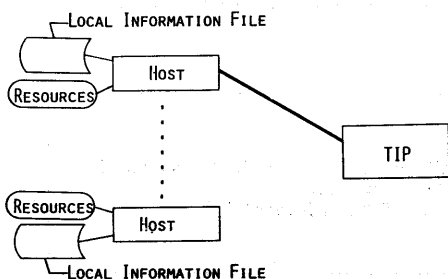 LOCAL INFORMATION FILE
HOST
RESOURCES
TIP
RESOURCES
HOST
LOCAL INFORMATION FILE